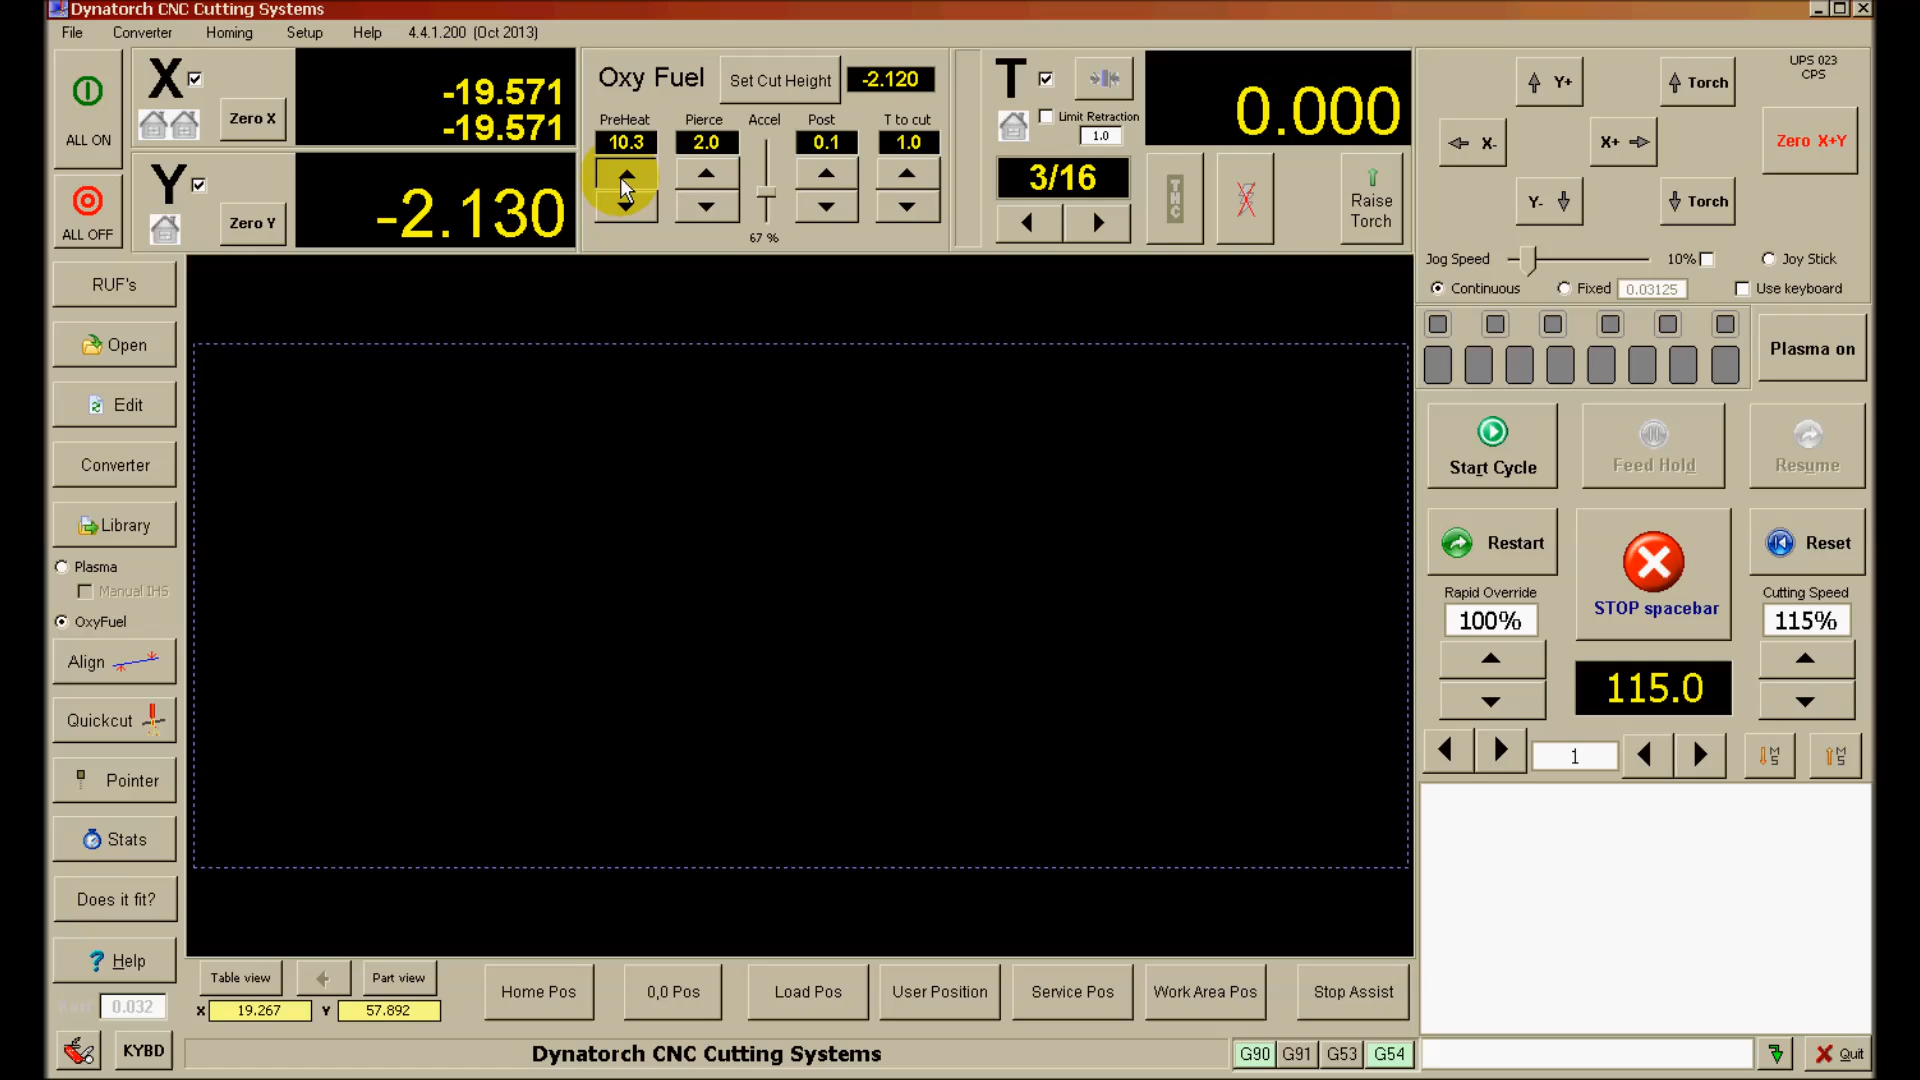 Dynatorch CNC Cutting Systems
File Converter Homing Setup Help 4.4.1.200 (Oct 2013)
ALL ON
X
Zero X
-19.571
-19.571
Oxy Fuel
Set Cut Height
-2.120
PreHeat
Pierce
Accel
Post
T to cut
10.3
2.0
0.1
1.0
67 %
T
Limit Retraction
1.0
0.000
3/16
THC
Raise
Torch
ALL OFF
Y
Zero Y
-2.130
UPS 023
CPS
Y+
Torch
X-
X+
Zero X+Y
Y-
Torch
Jog Speed
10%
Joy Stick
Continuous
Fixed
0.03125
Use keyboard
Plasma on
Start Cycle
Feed Hold
Resume
Restart
STOP spacebar
Reset
Rapid Override
100%
Cutting Speed
115%
115.0
1
M
S
M
S
RUF's
Open
Edit
Converter
Library
Plasma
Manual IHS
OxyFuel
Align
Quickcut
Pointer
Stats
Does it fit?
Help
0.032
KYBD
Table view
Part view
X 19.267 Y 57.892
Home Pos
0,0 Pos
Load Pos
User Position
Service Pos
Work Area Pos
Stop Assist
Dynatorch CNC Cutting Systems
G90 G91 G53 G54
Quit